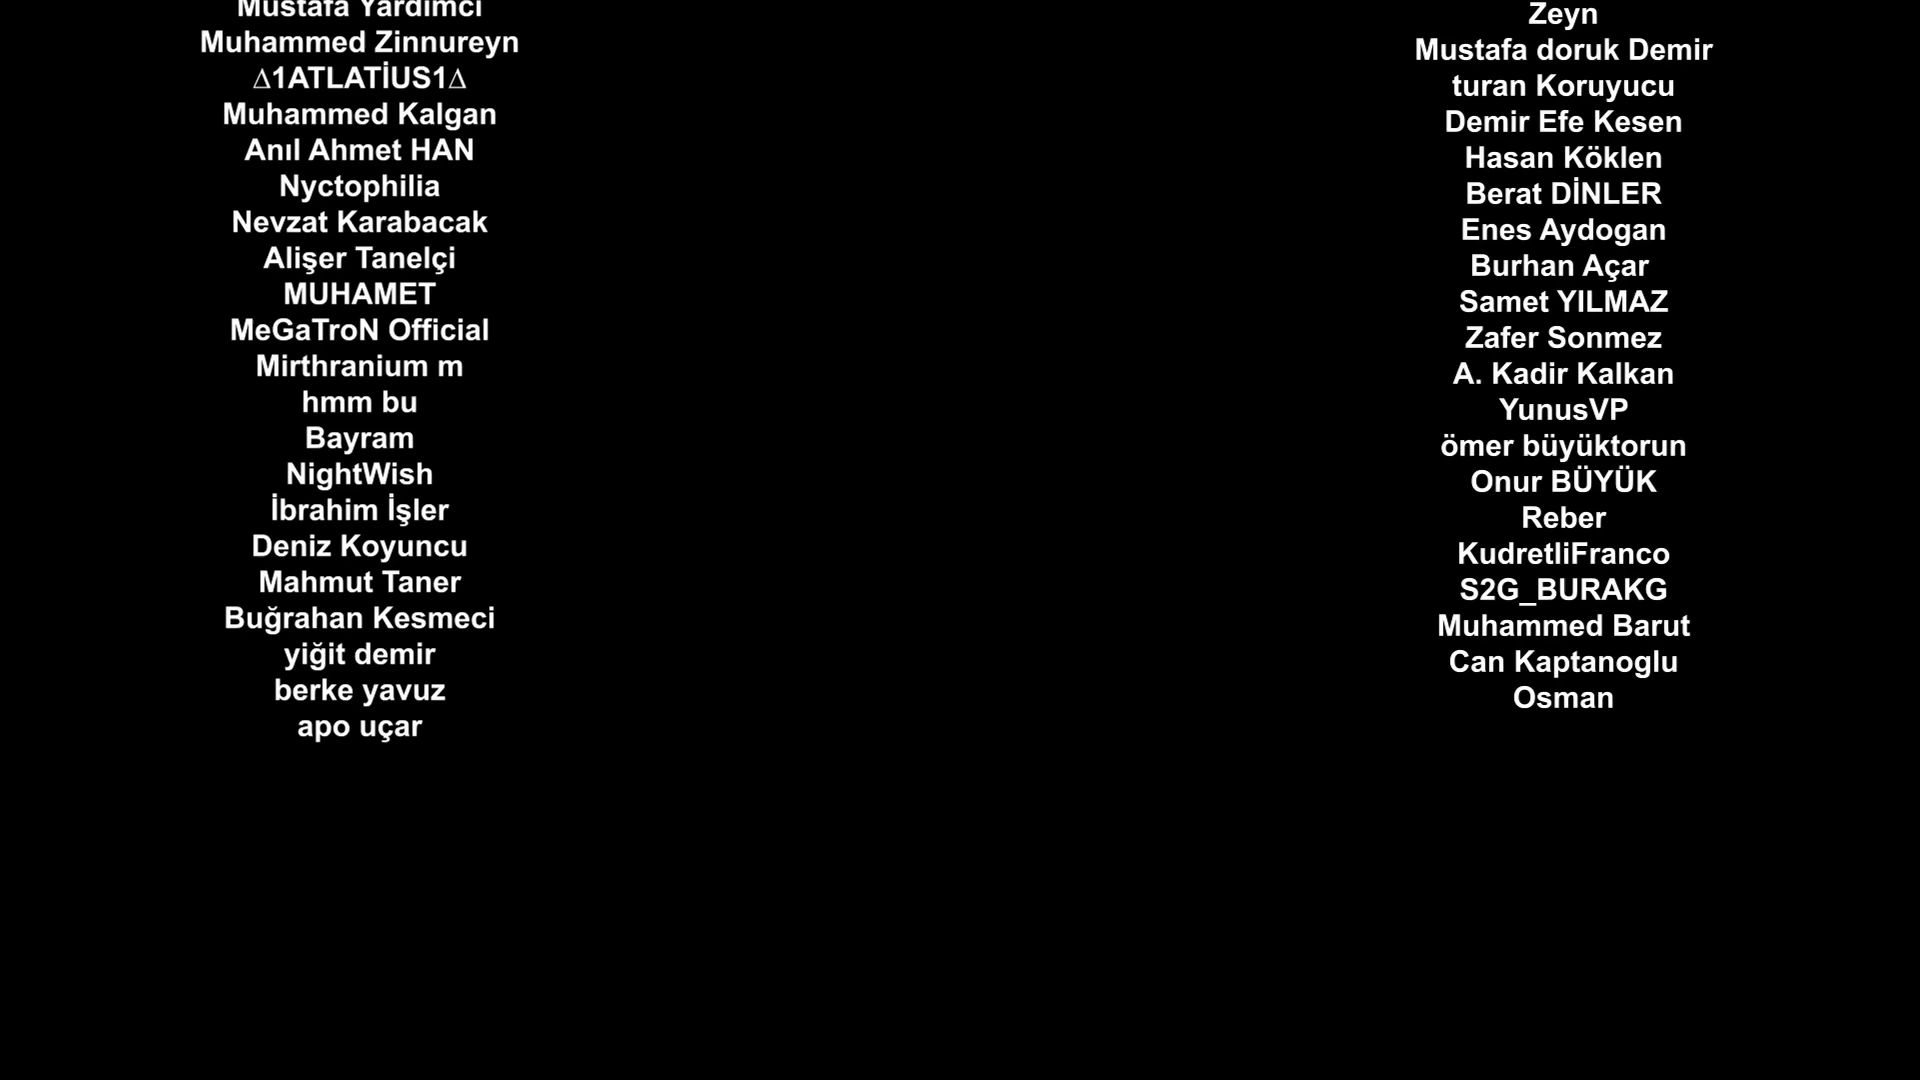 Mustafa Yardımcı
Muhammed Zinnureyn
∆1ATLATİUS1∆
Muhammed Kalgan
Anıl Ahmet HAN
Nyctophilia
Nevzat Karabacak
Alişer Tanelçi
MUHAMET
MeGaTroN Official
Mirthranium m
hmm bu
Bayram
NightWish
İbrahim İşler
Deniz Koyuncu
Mahmut Taner
Buğrahan Kesmeci
yiğit demir
berke yavuz
apo uçar
Zeyn
Mustafa doruk Demir
turan Koruyucu
Demir Efe Kesen
Hasan Köklen
Berat DİNLER
Enes Aydogan
Burhan Açar
Samet YILMAZ
Zafer Sonmez
A. Kadir Kalkan
YunusVP
ömer büyüktorun
Onur BÜYÜK
Reber
KudretliFranco
S2G_BURAKG
Muhammed Barut
Can Kaptanoglu
Osman